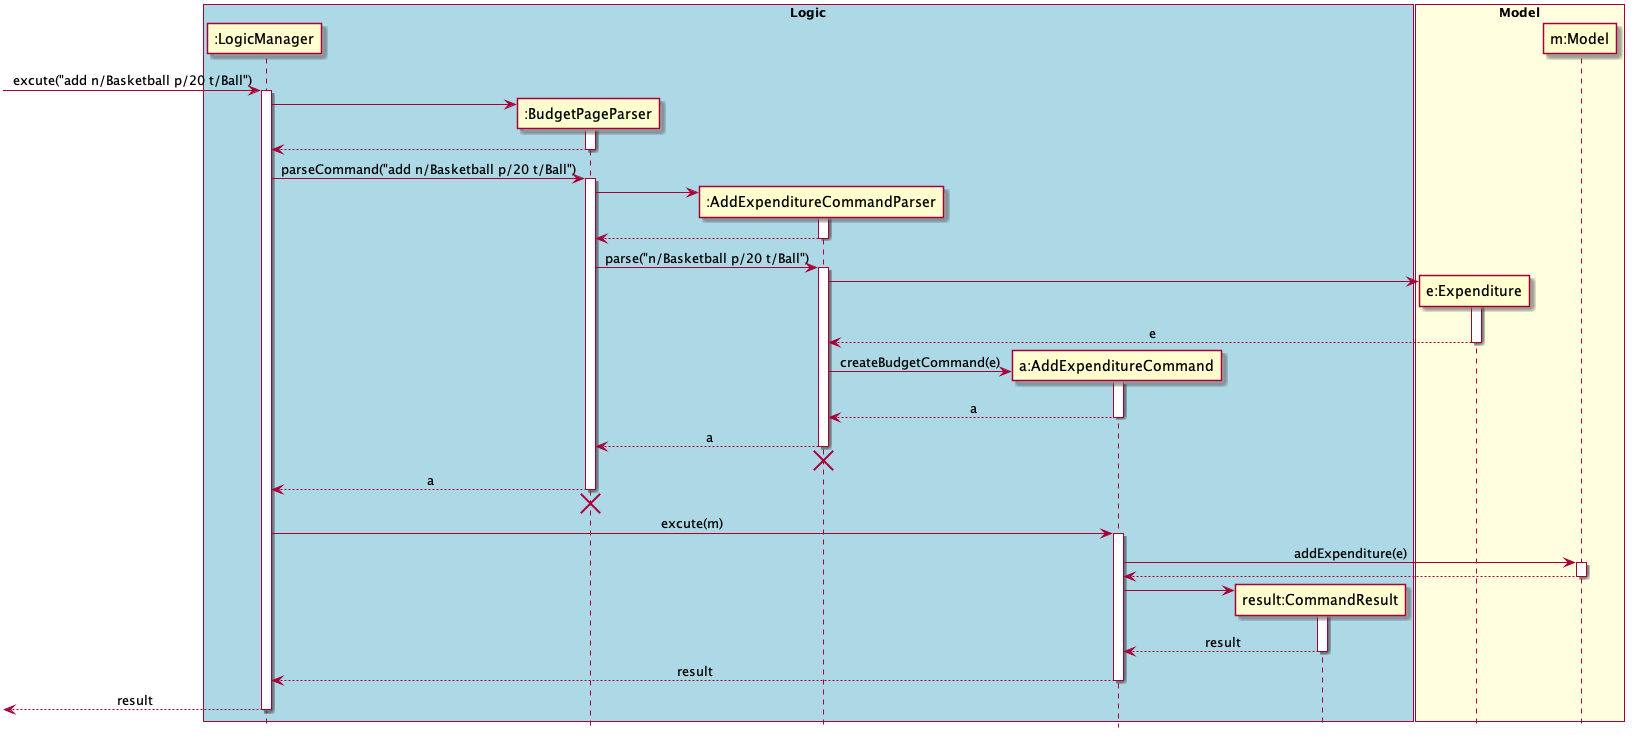 Logic
Model
:LogicManager
m:Model
excute("add n/Basketball p/20 t/Ball")
:BudgetPageParser
parseCommand("add n/Basketball p/20 t/Ball")
:AddExpenditureCommandParser
parse("n/Basketball p/20 t/Ball")
e:Expenditure
e
createBudgetCommand(e)
a:AddExpenditureCommand
a
a
a
excute(m)
addExpenditure(e)
result:CommandResult
result
result
result